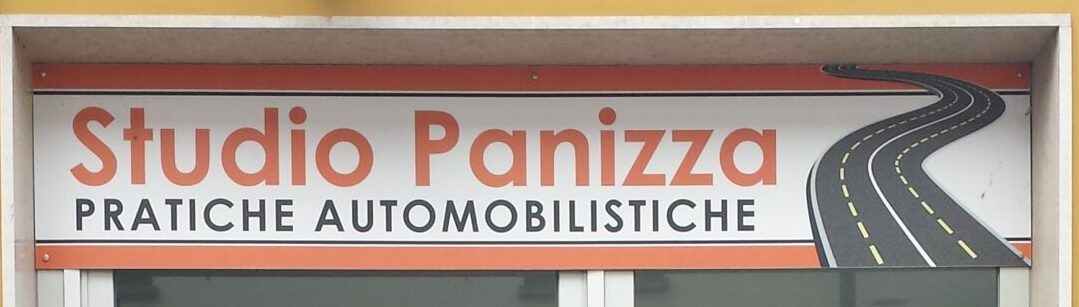 Studio Panizza
PRATICHE AUTOMOBILISTICHE